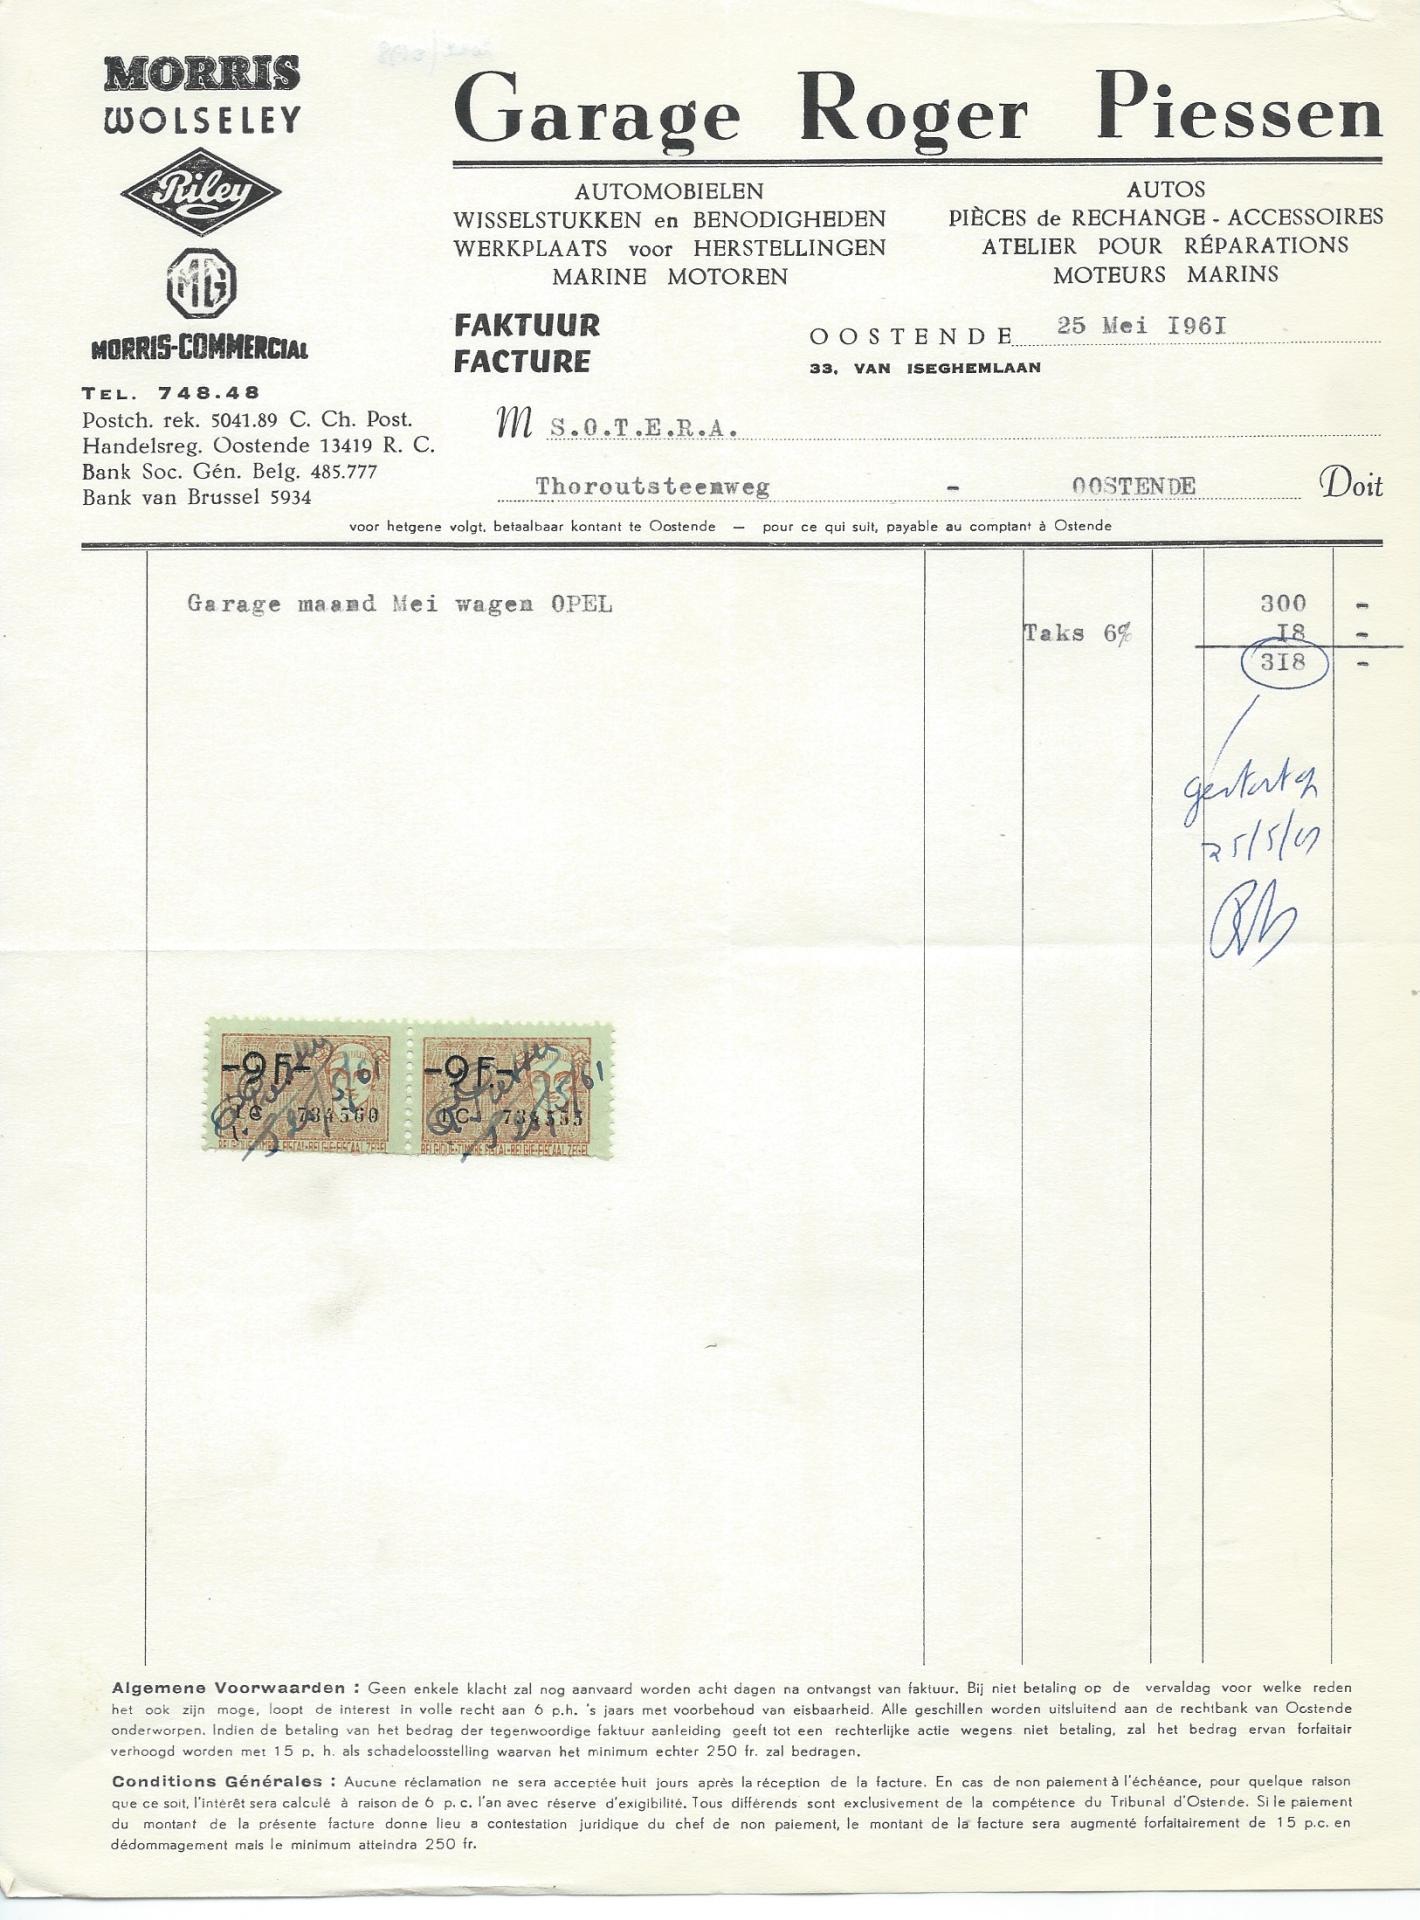 MORRIS
WOLSELEY
Riley
MG
MORRIS-COMMERCIAL
TEL. 748.48
Postch. rek. 5041.89 C. Ch. Post.
Handelsreg. Oostende 13419 R. C.
Bank Soc. Gén. Belg. 485.777
Bank van Brussel 5934
Garage Roger Piessen
AUTOMOBIELEN
WISSELSTUKKEN en BENODIGHEDEN
WERKPLAATS voor HERSTELLINGEN
MARINE MOTOREN
AUTOS
PIÈCES de RECHANGE - ACCESSOIRES
ATELIER POUR RÉPARATIONS
MOTEURS MARINS
FAKTUUR
FACTURE
OOSTENDE 25 Mei I96I
33, VAN ISEGHEMLAAN
M S.O.T.E.R.A.
Thoroutsteenweg - OOSTENDE Doit
voor hetgene volgt, betaalbaar kontant te Oostende — pour ce qui suit, payable au comptant à Ostende
Garage maand Mei wagen OPEL 300 -
Taks 6% I8 -
3I8 -
gestort op
25/5/61
-9F.- -9F.-
734560
BELGIQUE-TIMBRE FISCAL-BELGIE-FISCAALZEGEL
Algemene Voorwaarden : Geen enkele klacht zal nog aanvaard worden acht dagen na ontvangst van faktuur. Bij niet betaling op de vervaldag voor welke reden
het ook zijn moge, loopt de interest in volle recht aan 6 p.h. 's jaars met voorbehoud van eisbaarheid. Alle geschillen worden uitsluitend aan de rechtbank van Oostende
onderworpen. Indien de betaling van het bedrag der tegenwoordige faktuur aanleiding geeft tot een rechterlijke actie wegens niet betaling, zal het bedrag ervan forfaitair
verhoogd worden met 15 p. h. als schadeloosstelling waarvan het minimum echter 250 fr. zal bedragen.
Conditions Générales : Aucune réclamation ne sera acceptée huit jours après la réception de la facture. En cas de non paiement à l'échéance, pour quelque raison
que ce soit, l'intérêt sera calculé à raison de 6 p. c. l'an avec réserve d'exigibilité. Tous différends sont exclusivement de la compétence du Tribunal d'Ostende. Si le paiement
du montant de la présente facture donne lieu a contestation juridique du chef de non paiement, le montant de la facture sera augmenté forfaitairement de 15 p.c. en
dédommagement mais le minimum atteindra 250 fr.